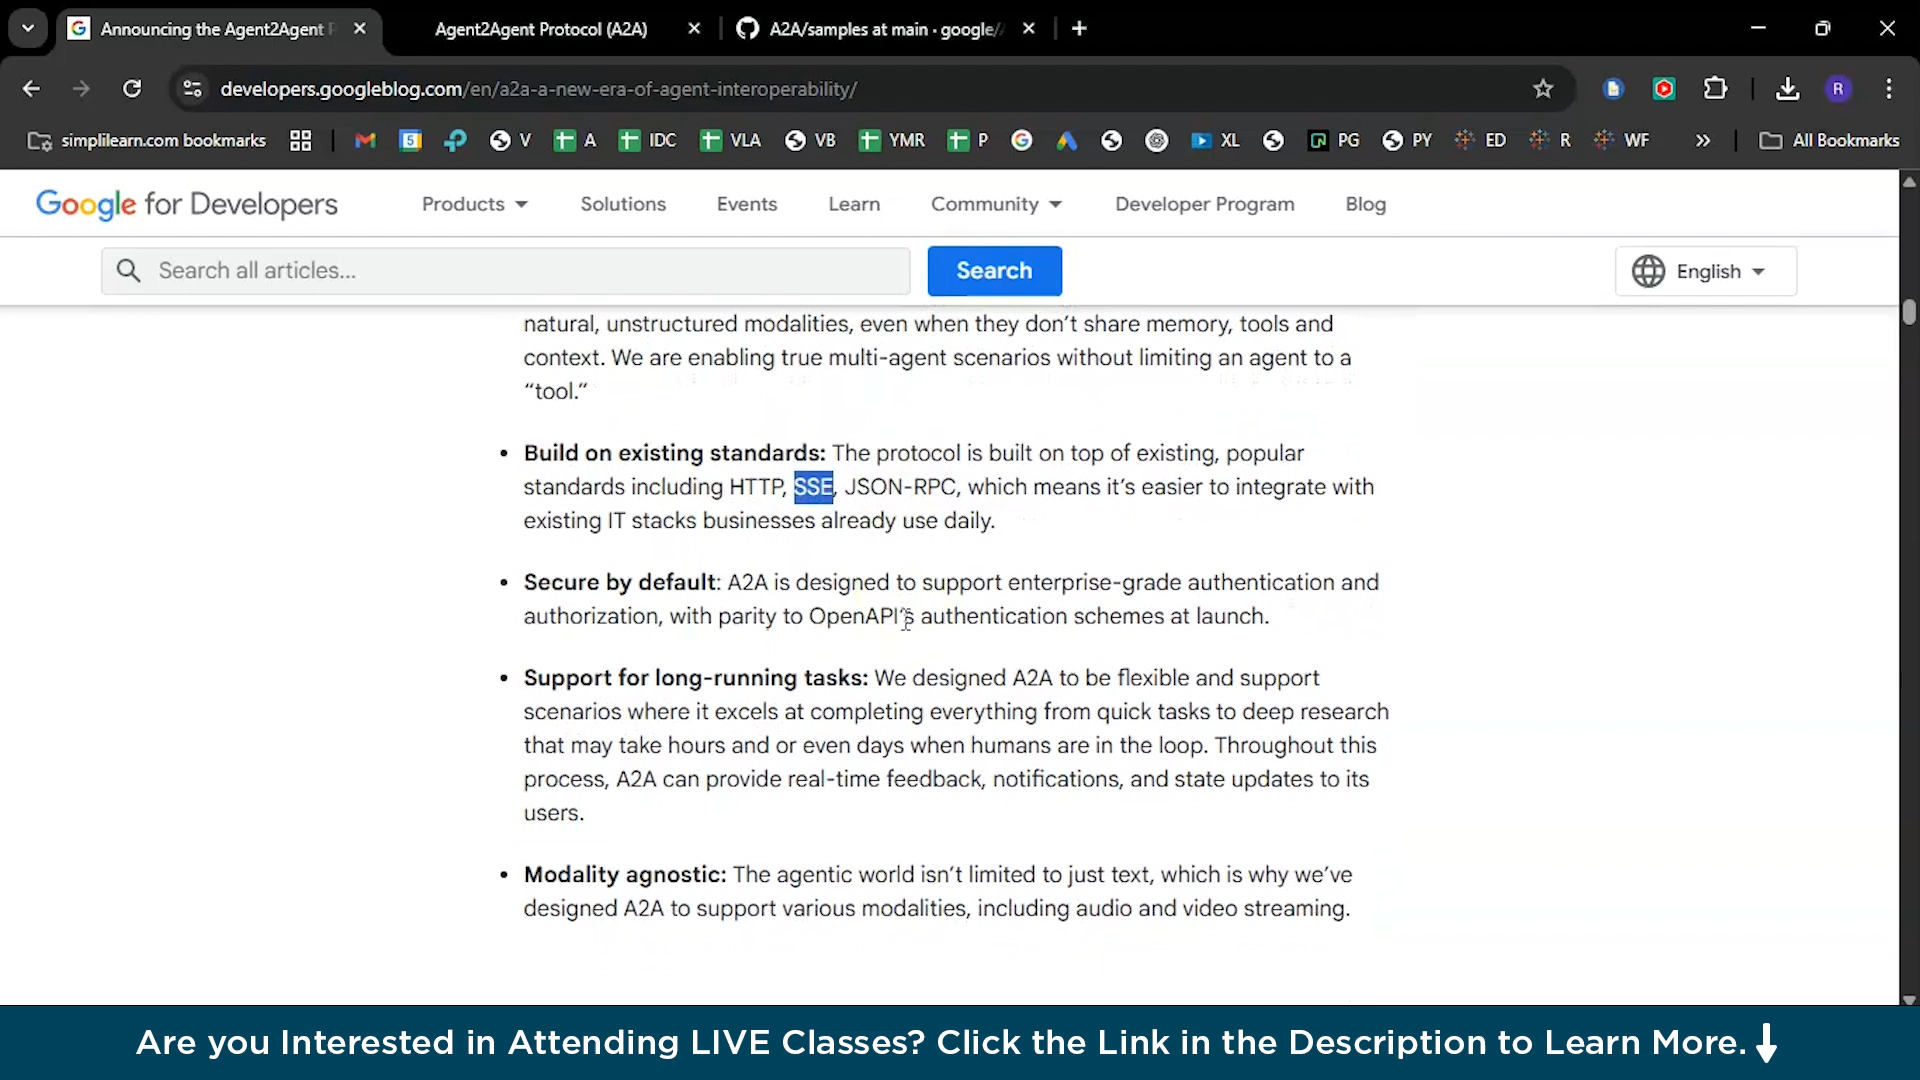 Announcing the Agent2Agent P
Agent2Agent Protocol (A2A)
A2A/samples at main · google/
developers.googleblog.com/en/a2a-a-new-era-of-agent-interoperability/
R
simplilearn.com bookmarks
5
V
A
IDC
VLA
VB
YMR
P
XL
PG
PY
ED
R
WF
All Bookmarks
Google for Developers
Products
Solutions
Events
Learn
Community
Developer Program
Blog
Search all articles...
Search
English
natural, unstructured modalities, even when they don’t share memory, tools and
context. We are enabling true multi-agent scenarios without limiting an agent to a
“tool.”
• Build on existing standards: The protocol is built on top of existing, popular
standards including HTTP, SSE, JSON-RPC, which means it’s easier to integrate with
existing IT stacks businesses already use daily.
• Secure by default: A2A is designed to support enterprise-grade authentication and
authorization, with parity to OpenAPI’s authentication schemes at launch.
• Support for long-running tasks: We designed A2A to be flexible and support
scenarios where it excels at completing everything from quick tasks to deep research
that may take hours and or even days when humans are in the loop. Throughout this
process, A2A can provide real-time feedback, notifications, and state updates to its
users.
• Modality agnostic: The agentic world isn’t limited to just text, which is why we’ve
designed A2A to support various modalities, including audio and video streaming.
Are you Interested in Attending LIVE Classes? Click the Link in the Description to Learn More.